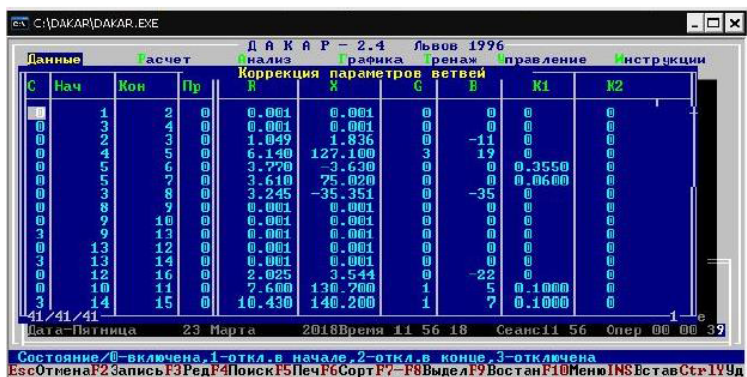 C:\DAKAR\DAKAR.EXE
Д А К А Р - 2.4 Львов 1996
Данные Расчет Анализ Графика Тренаж Управление Инструкции
Коррекция параметров ветвей
С Нач Кон Пр R X G B К1 К2
0 1 2 0 0.001 0.001 0 0 0 0
0 3 4 0 0.001 0.001 0 0 0 0
0 2 3 0 1.049 1.836 0 -11 0 0
0 4 5 0 6.140 127.100 3 19 0 0
0 5 6 0 3.770 -3.630 0 0 0.3550 0
0 5 7 0 3.610 75.020 0 0 0.0600 0
0 3 8 0 3.245 -35.351 0 -35 0 0
0 8 9 0 0.001 0.001 0 0 0 0
0 9 10 0 0.001 0.001 0 0 0 0
3 9 13 0 0.001 0.001 0 0 0 0
0 13 12 0 0.001 0.001 0 0 0 0
3 13 14 0 0.001 0.001 0 0 0 0
0 12 16 0 2.025 3.544 0 -22 0 0
0 10 11 0 7.600 130.700 1 5 0.1000 0
3 14 15 0 10.430 140.200 1 7 0.1000 0
41/41/41 1 е
Дата-Пятница 23 Марта 2018Время 11 56 18 Сеанс11 56 Опер 00 00 39
Состояние/0-включена,1-откл.в начале,2-откл.в конце,3-отключена
EscОтменаF2ЗаписьF3РедF4ПоискF5ПечF6СортF7-F8ВыделF9ВостанF10МенюINSВставCtrlYУд